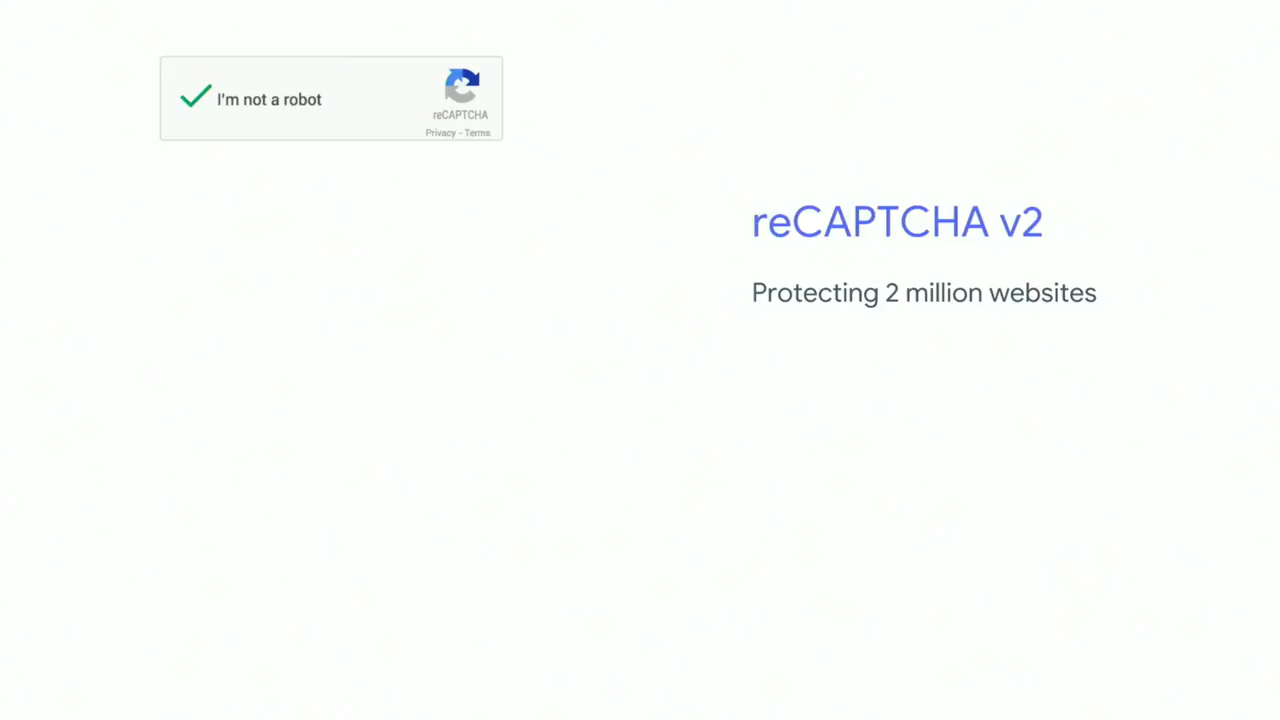 I'm not a robot
reCAPTCHA
Privacy - Terms
reCAPTCHA v2
Protecting 2 million websites